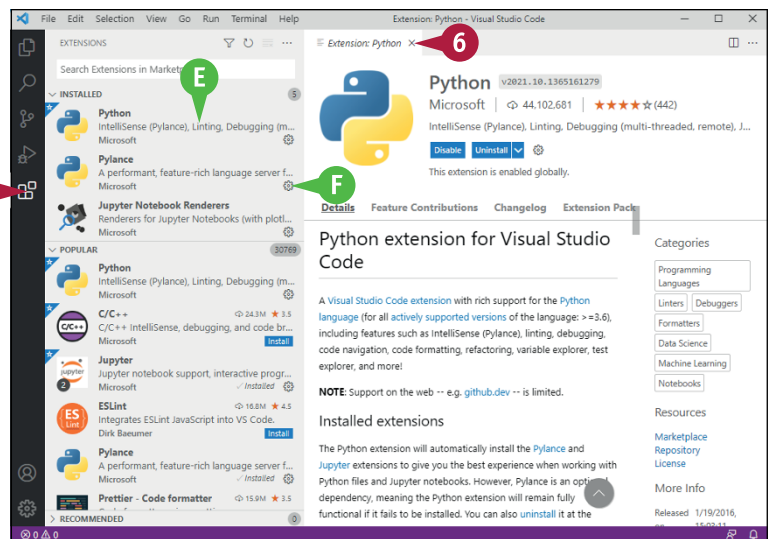 File Edit Selection View Go Run Terminal Help
Extension: Python - Visual Studio Code
EXTENSIONS
Search Extensions in Market
E
INSTALLED
5
Python
IntelliSense (Pylance), Linting, Debugging (m...
Microsoft
Pylance
A performant, feature-rich language server f...
Microsoft
F
Jupyter Notebook Renderers
Renderers for Jupyter Notebooks (with plotl...
Microsoft
POPULAR
30769
Python
IntelliSense (Pylance), Linting, Debugging (m...
Microsoft
C/C++
C/C++ 24.3M ★ 3.5
C/C++ IntelliSense, debugging, and code br...
Microsoft Install
Jupyter
jupyter
Jupyter notebook support, interactive progr...
2
Microsoft ✓ Installed
ESLint 16.8M ★ 4.5
ES
Lint
Integrates ESLint JavaScript into VS Code.
Dirk Baeumer Install
Pylance
A performant, feature-rich language server f...
Microsoft ✓ Installed
Prettier - Code formatter 15.9M ★ 3.5
RECOMMENDED
0
0 0
Extension: Python ×
6
Python v2021.10.1365161279
Microsoft | 44,102,681 | ★★★★☆ (442)
IntelliSense (Pylance), Linting, Debugging (multi-threaded, remote), J...
Disable Uninstall
This extension is enabled globally.
Details Feature Contributions Changelog Extension Pack
Python extension for Visual Studio
Code
A Visual Studio Code extension with rich support for the Python
language (for all actively supported versions of the language: >=3.6),
including features such as IntelliSense (Pylance), linting, debugging,
code navigation, code formatting, refactoring, variable explorer, test
explorer, and more!
NOTE: Support on the web -- e.g. github.dev -- is limited.
Installed extensions
The Python extension will automatically install the Pylance and
Jupyter extensions to give you the best experience when working with
Python files and Jupyter notebooks. However, Pylance is an
dependency, meaning the Python extension will remain fully
functional if it fails to be installed. You can also uninstall it at the
Categories
Programming
Languages
Linters Debuggers
Formatters
Data Science
Machine Learning
Notebooks
Resources
Marketplace
Repository
License
More Info
Released 1/19/2016,